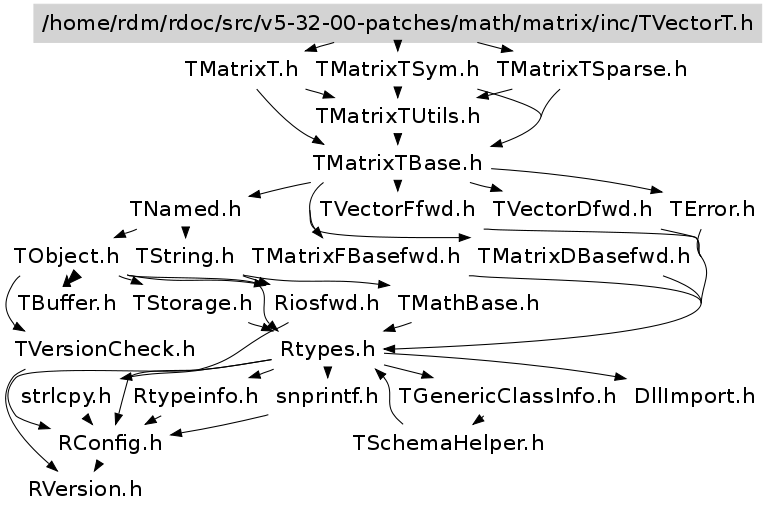 /home/rdm/rdoc/src/v5-32-00-patches/math/matrix/inc/TVectorT.h
TMatrixT.h TMatrixTSym.h TMatrixTSparse.h
TMatrixTUtils.h
TMatrixTBase.h
TNamed.h TVectorFfwd.h TVectorDfwd.h TError.h
TObject.h TString.h TMatrixFBasefwd.h TMatrixDBasefwd.h
TBuffer.h TStorage.h Riosfwd.h TMathBase.h
TVersionCheck.h Rtypes.h
strlcpy.h Rtypeinfo.h snprintf.h TGenericClassInfo.h DllImport.h
RConfig.h TSchemaHelper.h
RVersion.h